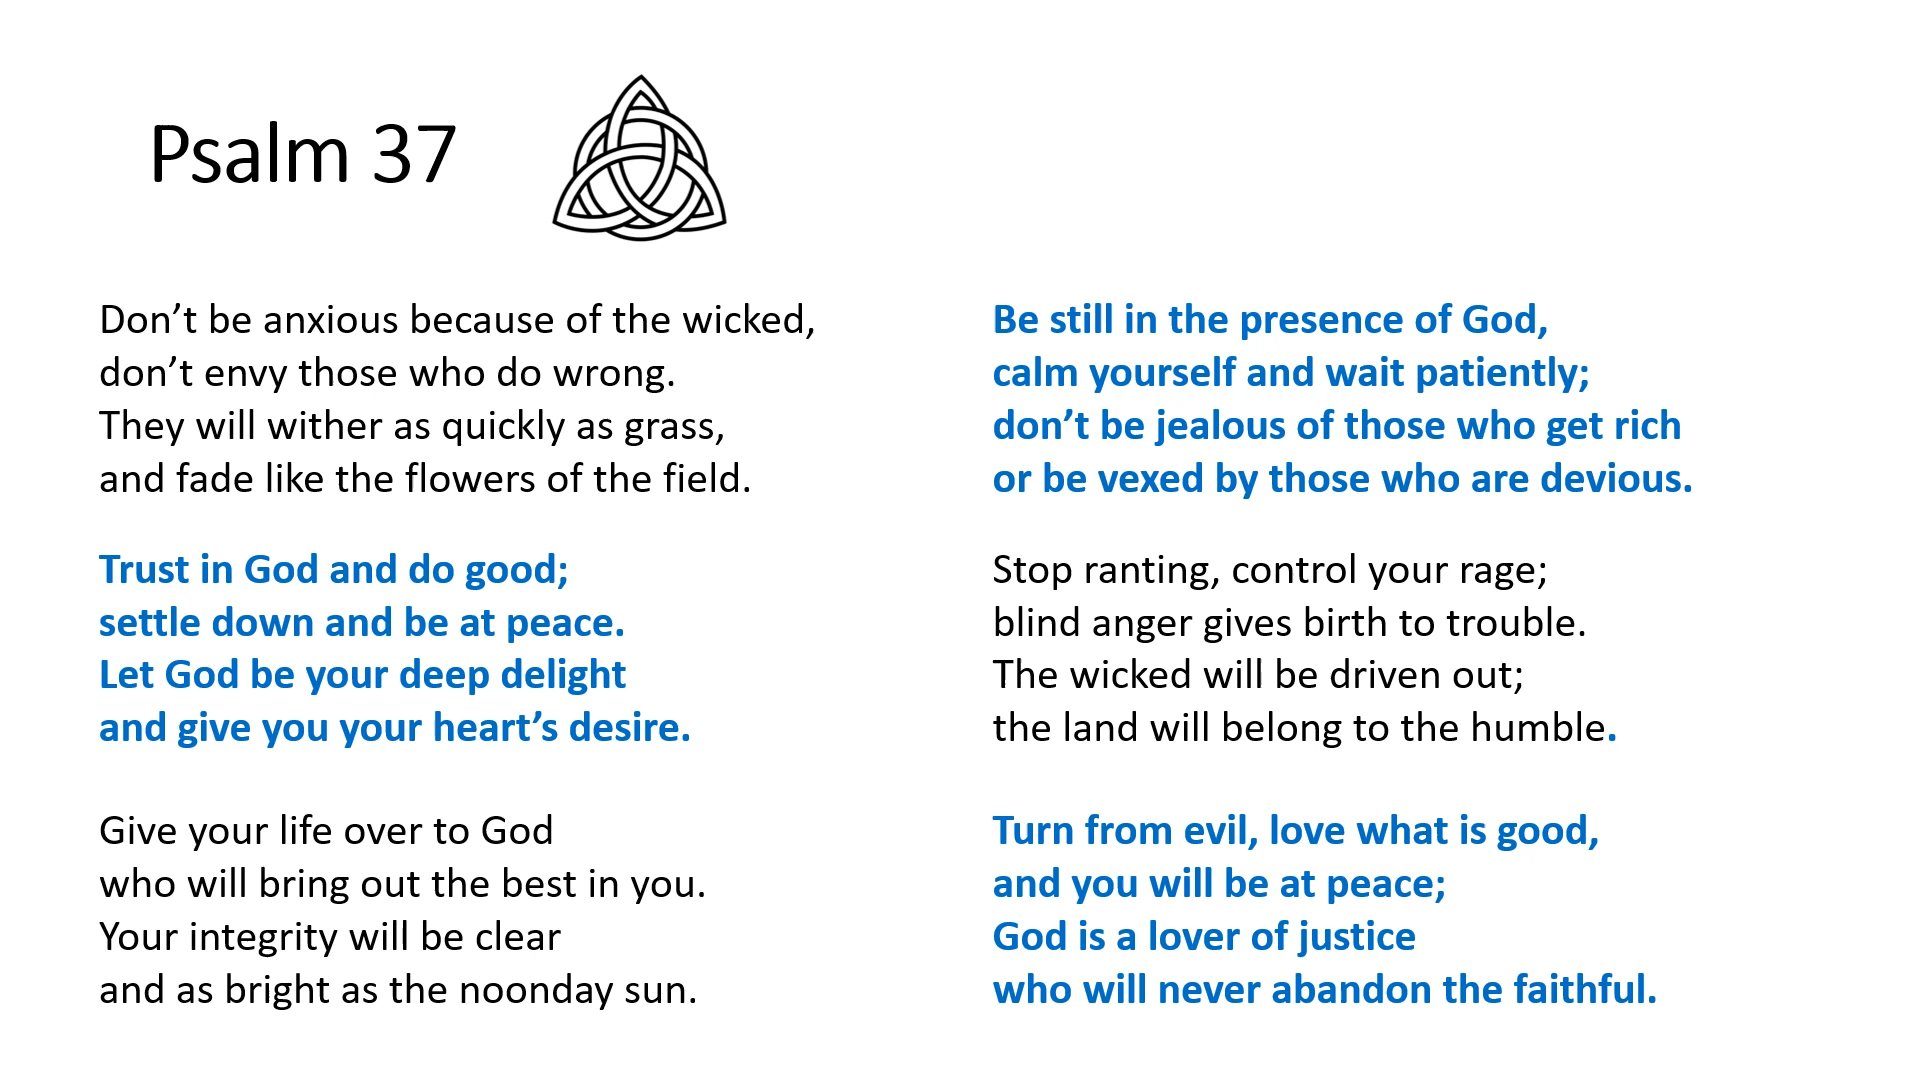 Psalm 37
Don’t be anxious because of the wicked,
don’t envy those who do wrong.
They will wither as quickly as grass,
and fade like the flowers of the field.
Trust in God and do good;
settle down and be at peace.
Let God be your deep delight
and give you your heart’s desire.
Give your life over to God
who will bring out the best in you.
Your integrity will be clear
and as bright as the noonday sun.
Be still in the presence of God,
calm yourself and wait patiently;
don’t be jealous of those who get rich
or be vexed by those who are devious.
Stop ranting, control your rage;
blind anger gives birth to trouble.
The wicked will be driven out;
the land will belong to the humble.
Turn from evil, love what is good,
and you will be at peace;
God is a lover of justice
who will never abandon the faithful.